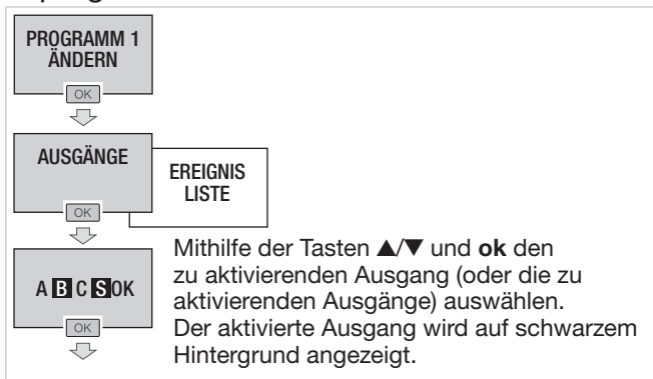 PROGRAMM 1
ÄNDERN
OK
AUSGÄNGE
EREIGNIS
LISTE
OK
A B C S OK
OK
Mithilfe der Tasten ▲/▼ und ok den
zu aktivierenden Ausgang (oder die zu
aktivierenden Ausgänge) auswählen.
Der aktivierte Ausgang wird auf schwarzem
Hintergrund angezeigt.